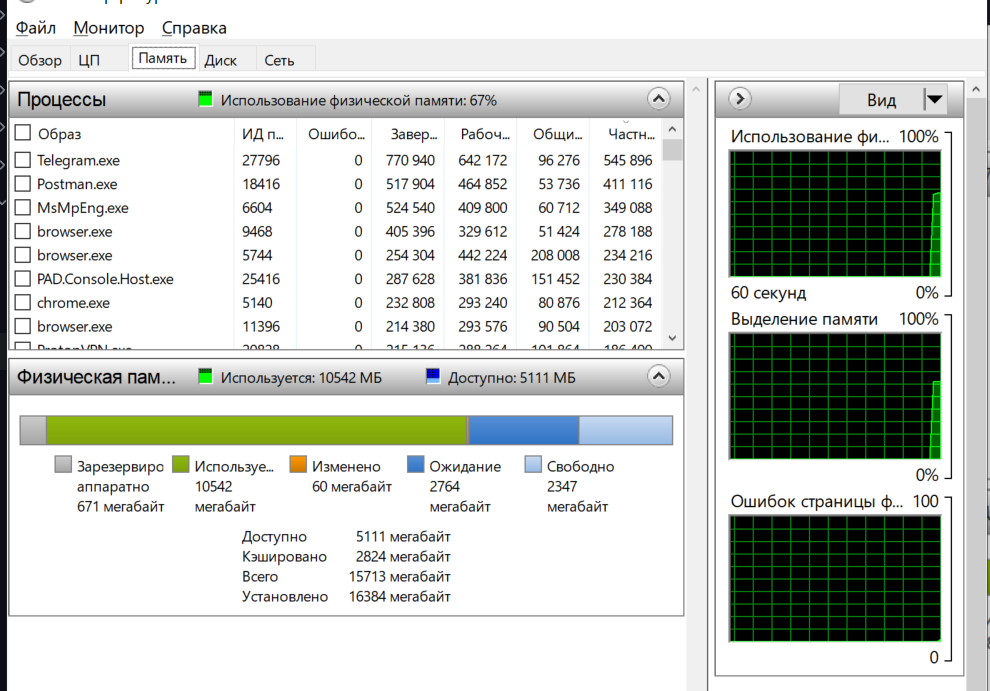 Файл Монитор Справка
Обзор ЦП Память Диск Сеть
Процессы Использование физической памяти: 67%
Образ ИД п... Ошибо... Завер... Рабоч... Общи... Частн...
Telegram.exe 27796 0 770 940 642 172 96 276 545 896
Postman.exe 18416 0 517 904 464 852 53 736 411 116
MsMpEng.exe 6604 0 524 540 409 800 60 712 349 088
browser.exe 9468 0 405 396 329 612 51 424 278 188
browser.exe 5744 0 254 304 442 224 208 008 234 216
PAD.Console.Host.exe 25416 0 287 628 381 836 151 452 230 384
chrome.exe 5140 0 232 808 293 240 80 876 212 364
browser.exe 11396 0 214 380 293 576 90 504 203 072
Физическая пам... Используется: 10542 МБ Доступно: 5111 МБ
Зарезервиро
аппаратно
671 мегабайт
Используе...
10542
мегабайт
Изменено
60 мегабайт
Ожидание
2764
мегабайт
Свободно
2347
мегабайт
Доступно 5111 мегабайт
Кэшировано 2824 мегабайт
Всего 15713 мегабайт
Установлено 16384 мегабайт
Вид
Использование фи... 100%
60 секунд 0%
Выделение памяти 100%
0%
Ошибок страницы ф... 100
0